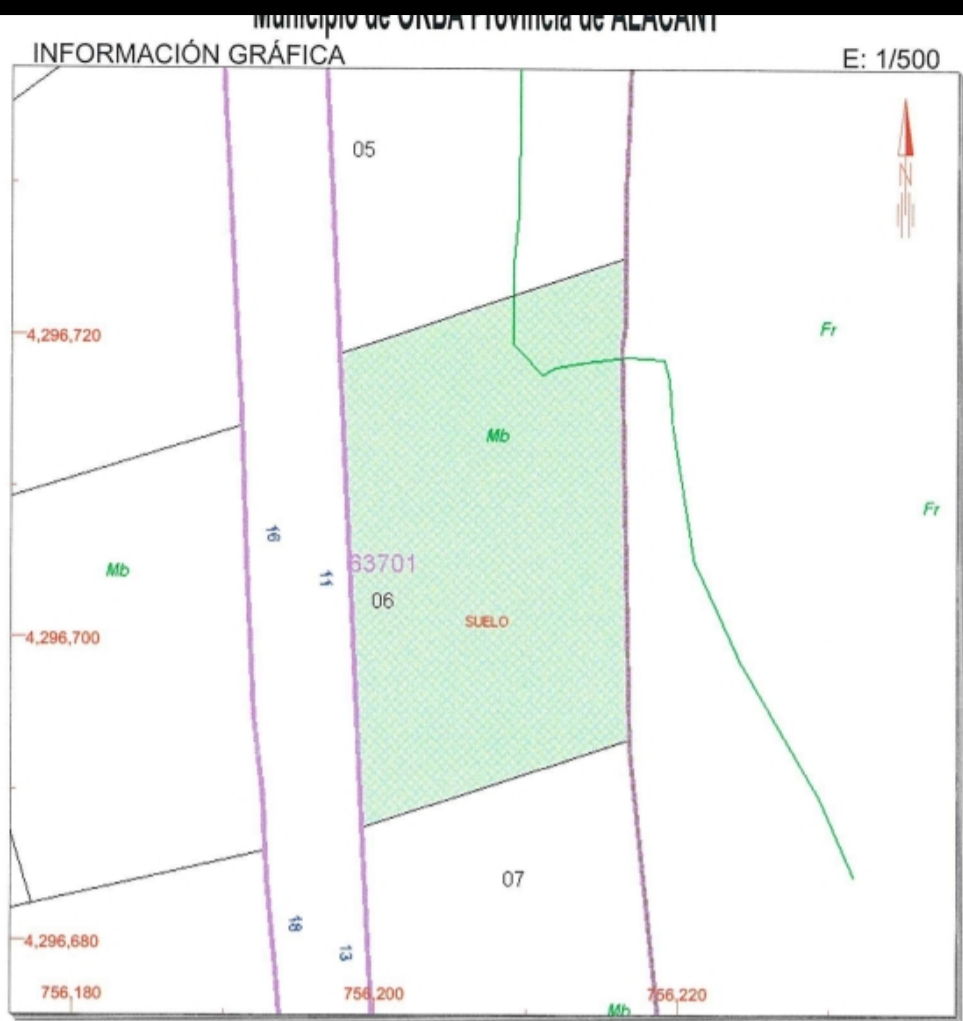 Municipio de ORBA Provincia de ALACANT
INFORMACIÓN GRÁFICA
E: 1/500
05
N
4,296,720
Fr
Mb
Fr
16
11
63701
Mb
06
SUELO
4,296,700
07
18
13
4,296,680
756,180
756,200
756,220
Mb